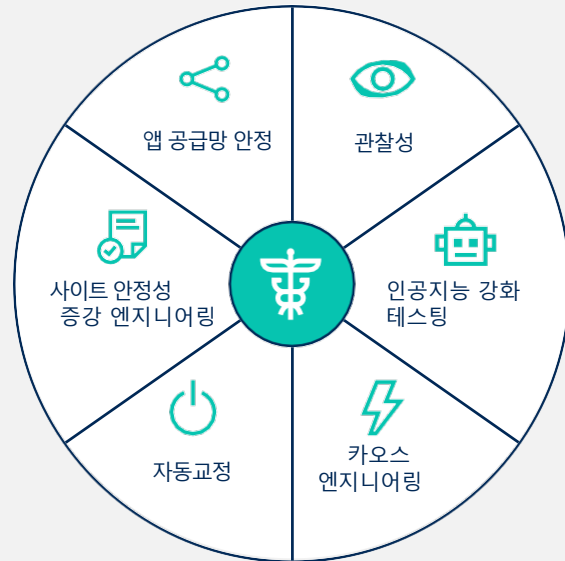 앱 공급망 안정
관찰성
사이트 안정성
증강 엔지니어링
인공지능 강화
테스팅
자동교정
카오스
엔지니어링